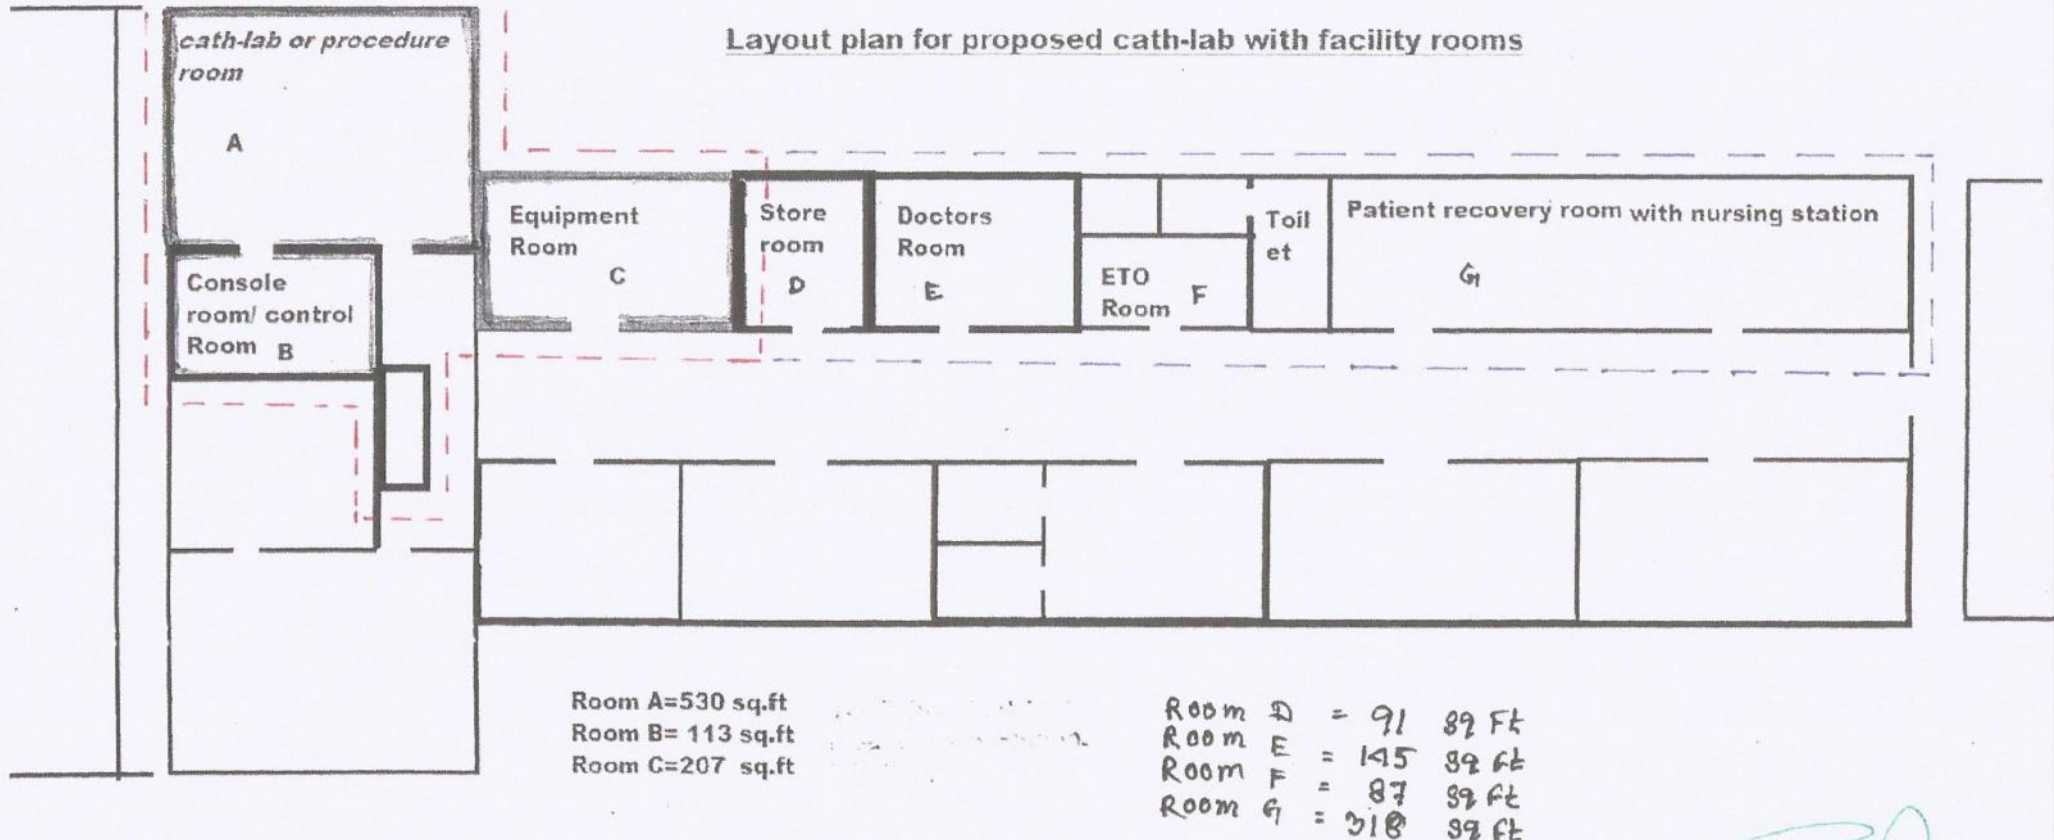 Layout plan for proposed cath-lab with facility rooms
cath-lab or procedure
room
A
Console
room/ control
Room B
Equipment
Room
C
Store
room
D
Doctors
Room
E
ETO
Room F
Toil
et
Patient recovery room with nursing station
G
Room A=530 sq.ft
Room B= 113 sq.ft
Room C=207 sq.ft
Room D = 91 sq Ft
Room E = 145 sq ft
Room F = 87 sq ft
Room G = 318 sq ft